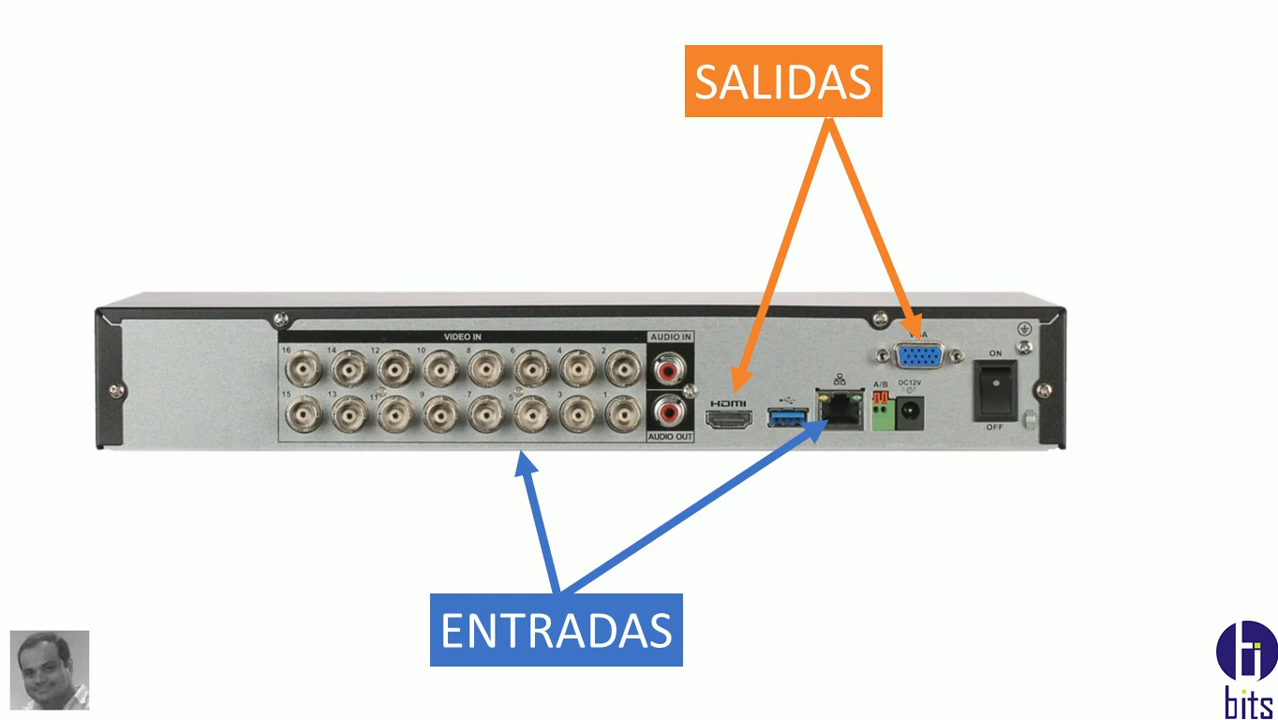 SALIDAS
VIDEO IN
AUDIO IN
16 14 12 10 8 6 4 2
15 13 11 9 7 5 3 1
AUDIO OUT
HDMI
A/B
DC12V
ON
OFF
ENTRADAS
bits